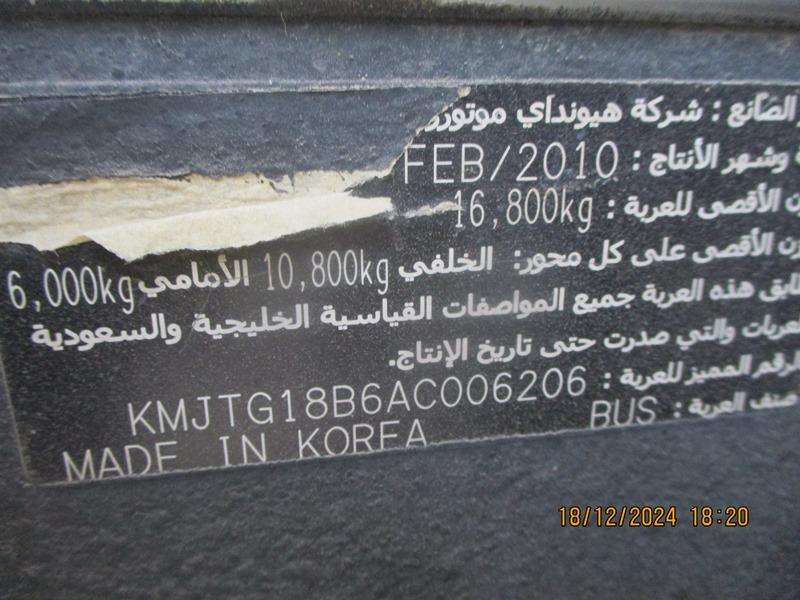 الصانع : شركة هيونداي موتورز
وشهر الأنتاج : FEB/2010
الأقصى للعربة : 16,800kg
الأقصى على كل محور: الخلفي 10,800kg الأمامي 6,000kg
هذه العربة جميع المواصفات القياسية الخليجية والسعودية
والتي صدرت حتى تاريخ الإنتاج.
الرقم المميز للعربة : KMJTG18B6AC006206
صنف العربة : BUS
MADE IN KOREA
18/12/2024 18:20